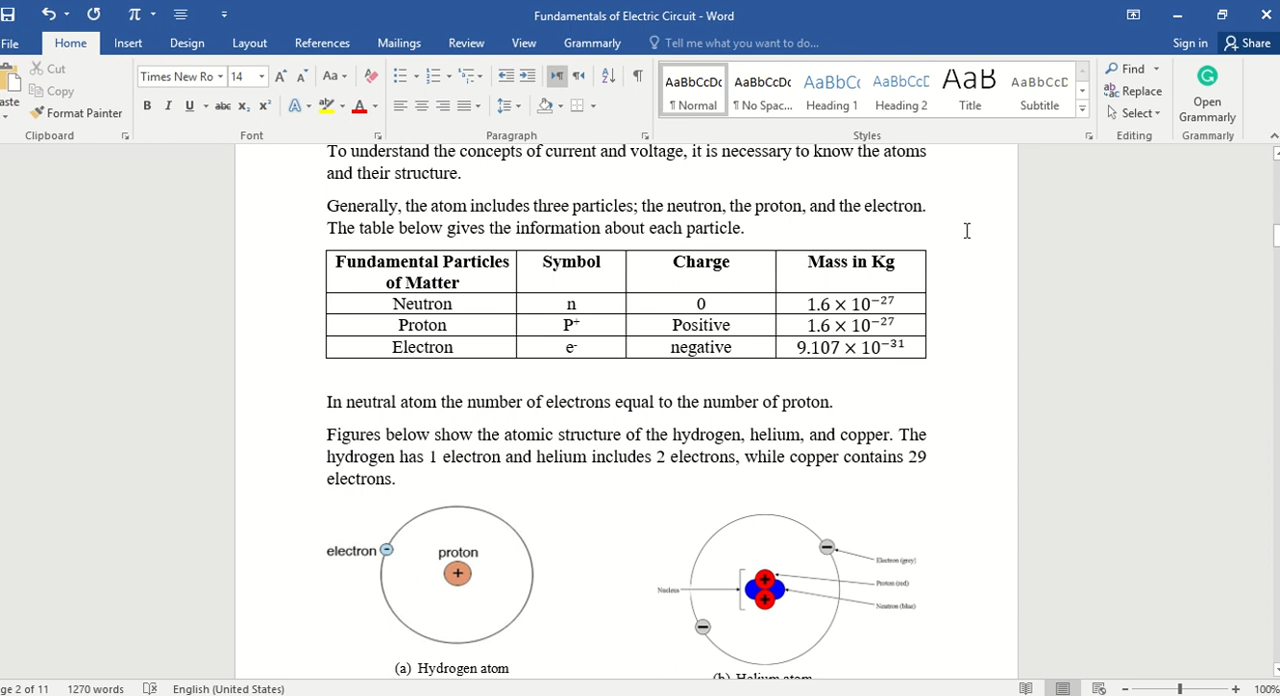 Fundamentals of Electric Circuit - Word
File Home Insert Design Layout References Mailings Review View Grammarly Tell me what you want to do... Sign in Share
Cut
Copy
Format Painter
Clipboard
Times New Ro 14
Font
Paragraph
AaBbCcDc AaBbCcDc AaBbCc AaBbCcD AaB AaBbCcD
¶ Normal ¶ No Spac... Heading 1 Heading 2 Title Subtitle
Styles
Find
Replace
Select
Editing
Open
Grammarly
Grammarly
To understand the concepts of current and voltage, it is necessary to know the atoms
and their structure.
Generally, the atom includes three particles; the neutron, the proton, and the electron.
The table below gives the information about each particle.
Fundamental Particles of Matter Symbol Charge Mass in Kg
Neutron n 0 1.6 × 10⁻²⁷
Proton P⁺ Positive 1.6 × 10⁻²⁷
Electron e⁻ negative 9.107 × 10⁻³¹
In neutral atom the number of electrons equal to the number of proton.
Figures below show the atomic structure of the hydrogen, helium, and copper. The
hydrogen has 1 electron and helium includes 2 electrons, while copper contains 29
electrons.
electron
proton
Electron (grey)
Proton (red)
Nucleus
Neutron (blue)
(a) Hydrogen atom
(b) Helium atom
ge 2 of 11 1270 words English (United States) 100%